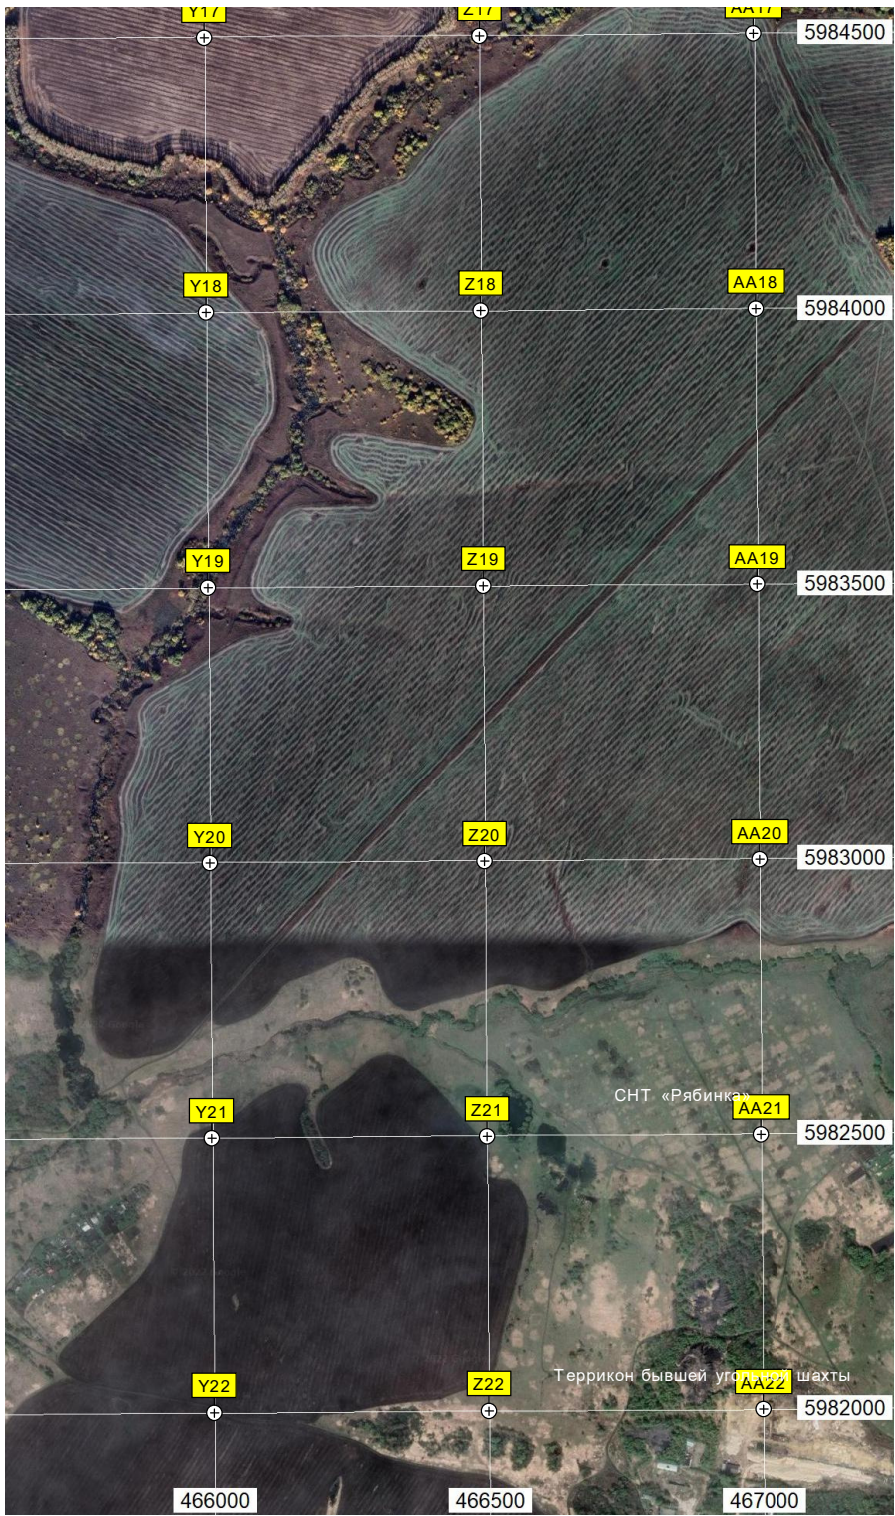 Y17 Z17 AA17
5984500
Y18 Z18 AA18
5984000
Y19 Z19 AA19
5983500
Y20 Z20 AA20
5983000
СНТ «Рябинка»
Y21 Z21 AA21
5982500
Террикон бывшей угольной шахты
Y22 Z22 AA22
5982000
466000 466500 467000